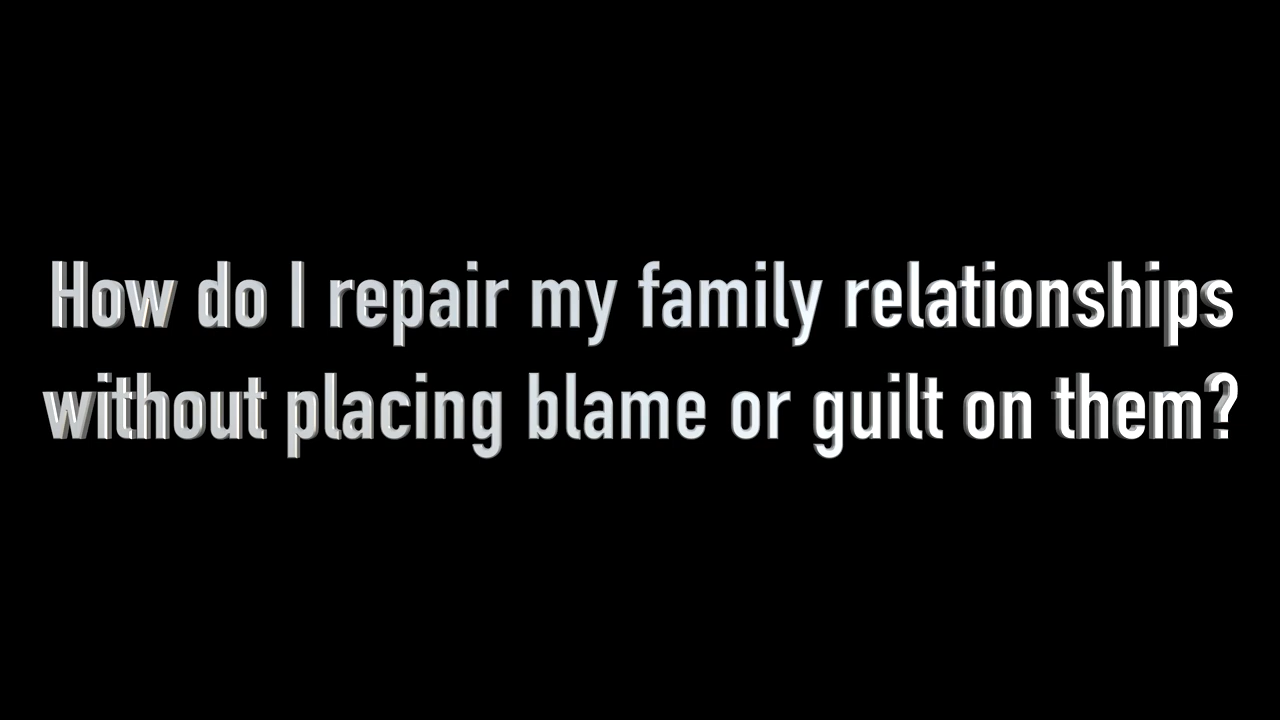 How do I repair my family relationships
without placing blame or guilt on them?